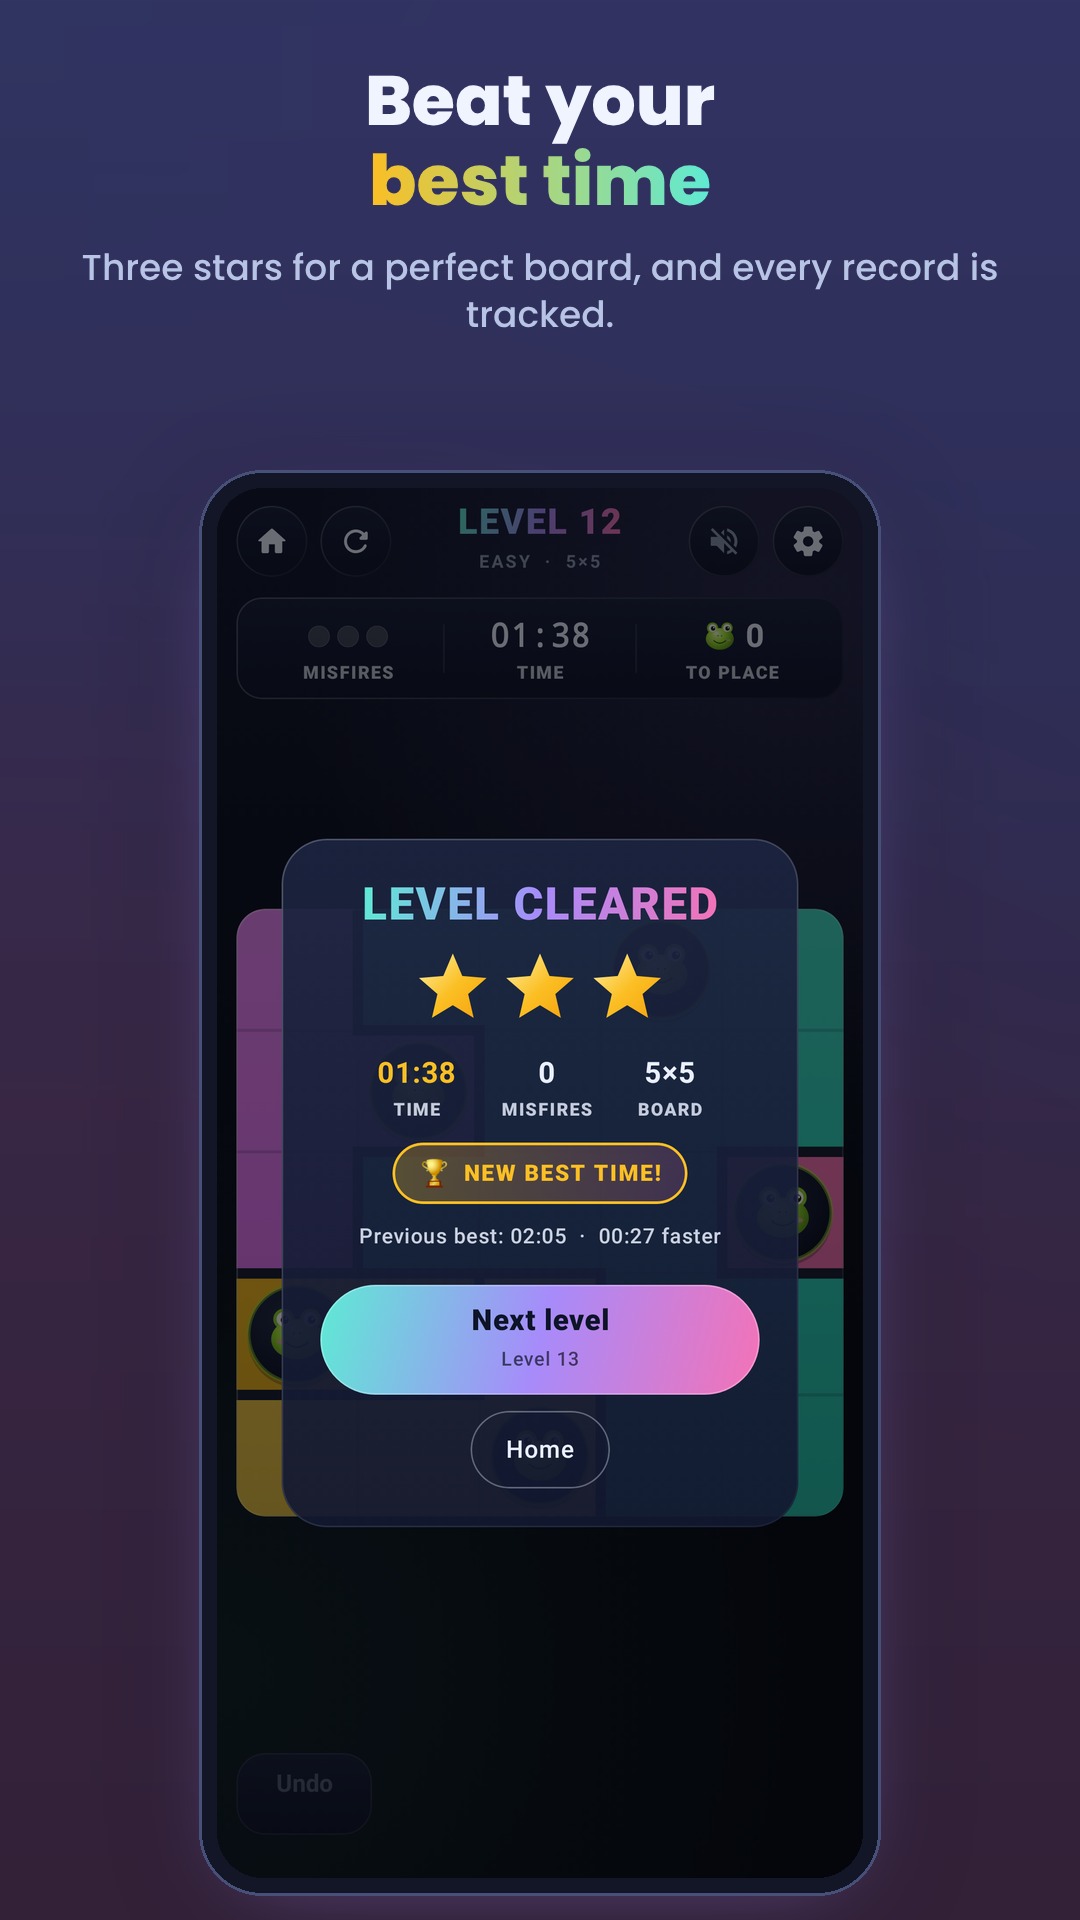 Beat your
best time
Three stars for a perfect board, and every record is
tracked.
LEVEL 12
EASY · 5×5
01:38
0
MISFIRES
TIME
TO PLACE
LEVEL CLEARED
01:38
0
5×5
TIME
MISFIRES
BOARD
NEW BEST TIME!
Previous best: 02:05 · 00:27 faster
Next level
Level 13
Home
Undo